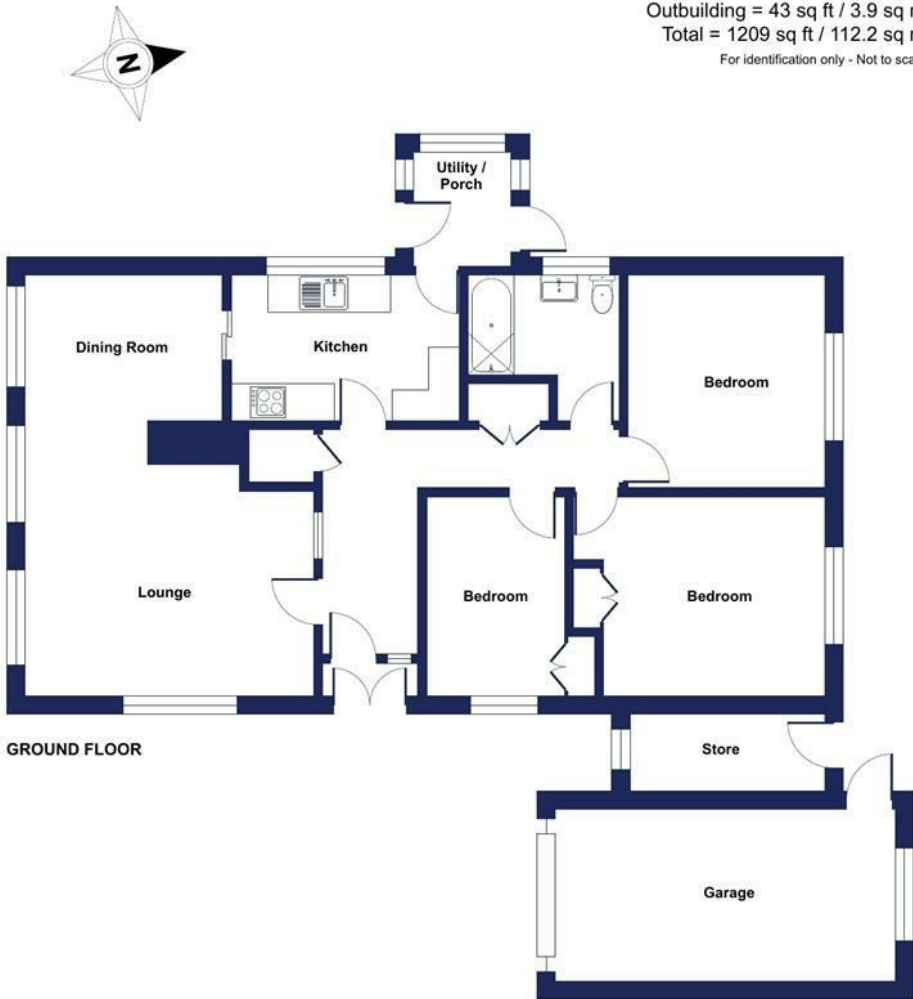 Outbuilding = 43 sq ft / 3.9 sq
Total = 1209 sq ft / 112.2 sq
For identification only - Not to
N
Utility /
Porch
Dining Room
Kitchen
Bedroom
Lounge
Bedroom
Bedroom
GROUND FLOOR
Store
Garage